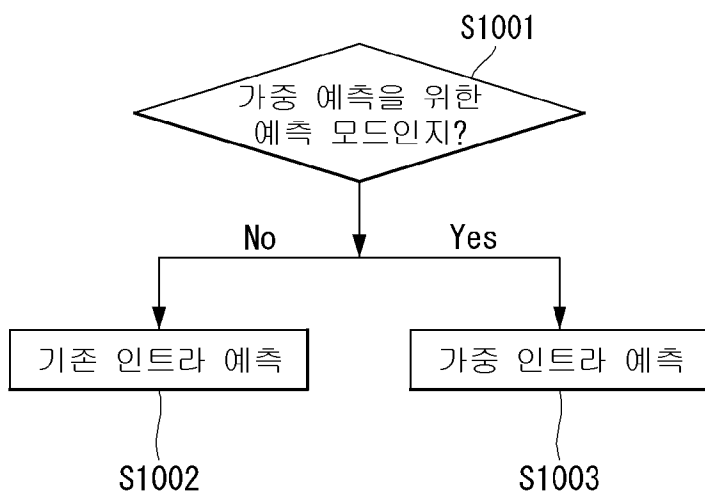 S1001
가중 예측을 위한
예측 모드인지?
No
Yes
기존 인트라 예측
가중 인트라 예측
S1002
S1003